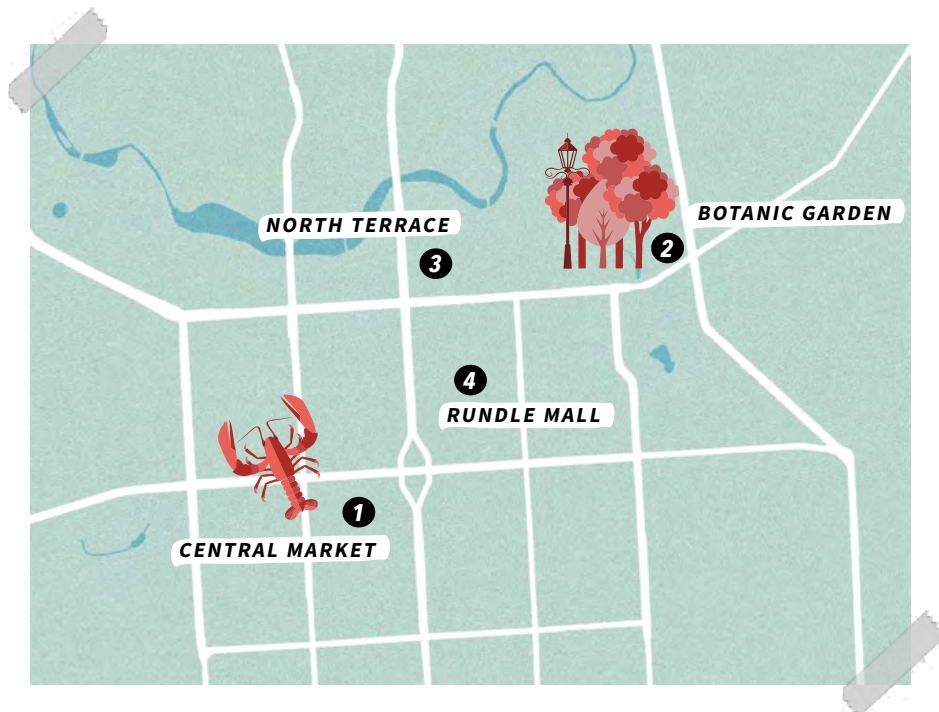 BOTANIC GARDEN
NORTH TERRACE
2
3
4
RUNDLE MALL
1
CENTRAL MARKET